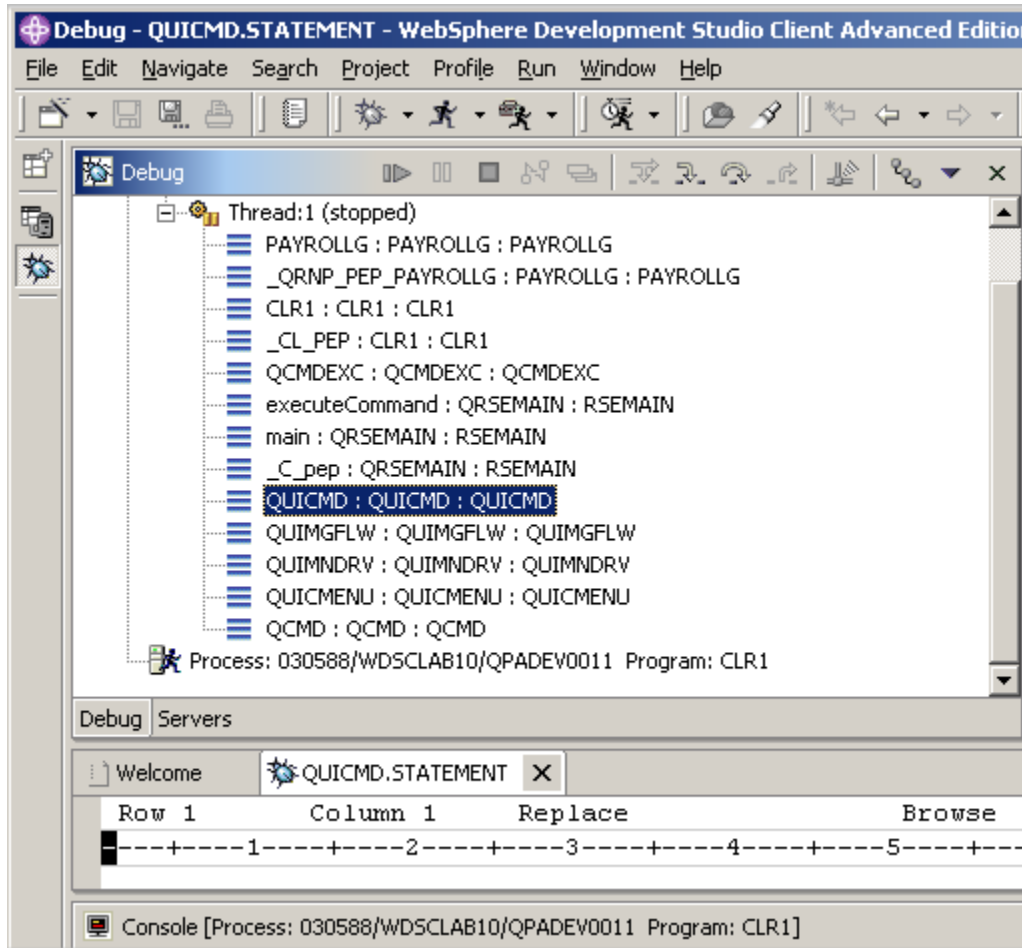 Debug - QUICMD.STATEMENT - WebSphere Development Studio Client Advanced Editio
File Edit Navigate Search Project Profile Run Window Help
Debug
Thread:1 (stopped)
PAYROLLG : PAYROLLG : PAYROLLG
_QRNP_PEP_PAYROLLG : PAYROLLG : PAYROLLG
CLR1 : CLR1 : CLR1
_CL_PEP : CLR1 : CLR1
QCMDEXC : QCMDEXC : QCMDEXC
executeCommand : QRSEMAIN : RSEMAIN
main : QRSEMAIN : RSEMAIN
_C_pep : QRSEMAIN : RSEMAIN
QUICMD : QUICMD : QUICMD
QUIMGFLW : QUIMGFLW : QUIMGFLW
QUIMNDRV : QUIMNDRV : QUIMNDRV
QUICMENU : QUICMENU : QUICMENU
QCMD : QCMD : QCMD
Process: 030588/WDSCLAB10/QPADEV0011 Program: CLR1
Debug Servers
Welcome QUICMD.STATEMENT
Row 1 Column 1 Replace Browse
----+----1----+----2----+----3----+----4----+----5----+---
Console [Process: 030588/WDSCLAB10/QPADEV0011 Program: CLR1]